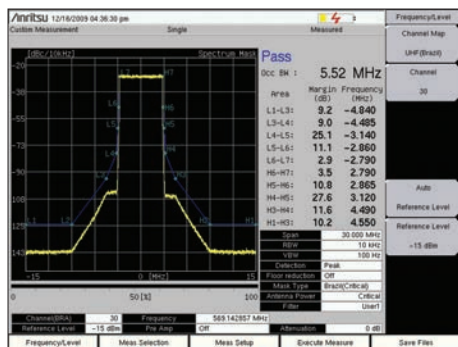 Anritsu 12/16/2009 04:36:30 pm
Custom Measurement Single Measured
[dBc/10kHz] Spectrum Mask
Pass
Occ BW : 5.52 MHz
Area Margin (dB) Frequency (MHz)
L1-L3: 9.2 -4.840
L3-L4: 9.0 -4.485
L4-L5: 25.1 -3.140
L5-L6: 11.1 -2.860
L6-L7: 2.9 -2.790
H6-H7: 3.5 2.790
H5-H6: 10.8 2.865
H4-H5: 27.6 3.120
H3-H4: 11.6 4.490
H1-H3: 10.2 4.550
Span 30.000 MHz
RBW 10 kHz
VBW 100 Hz
Detection Peak
Floor reduction Off
Mask Type Brazil(Critical)
Antenna Power Critical
Filter User1
-15 0 [MHz] 15
0 50[%] 100
Channel(BRA) 30 Frequency 569.142857 MHz
Reference Level -15 dBm Pre Amp Off Attenuation 0 dB
Frequency/Level Meas Selection Meas Setup Execute Measure Save Files
Frequency/Level
Channel Map
UHF(Brazil)
Channel
30
Auto
Reference Level
Reference Level
-15 dBm